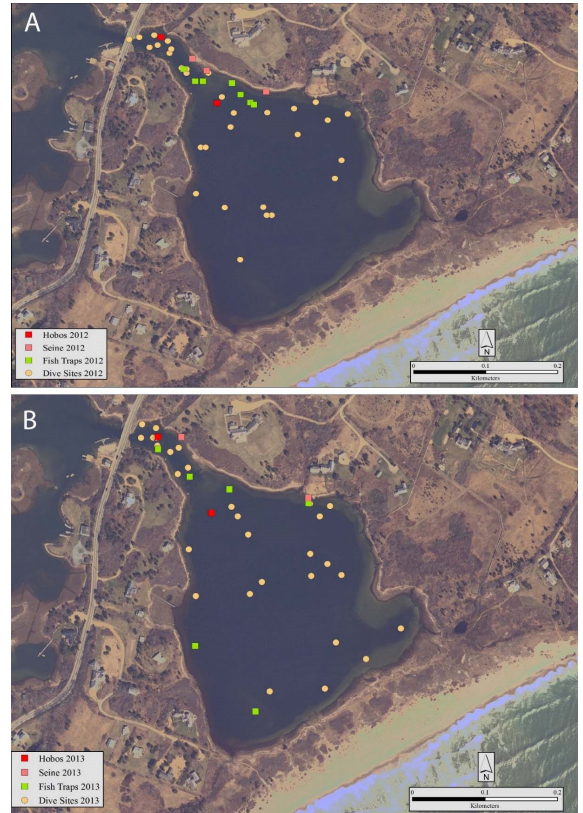 A
Hobos 2012
Seine 2012
Fish Traps 2012
Dive Sites 2012
N
0 0.1 0.2
Kilometers
B
Hobos 2013
Seine 2013
Fish Traps 2013
Dive Sites 2013
N
0 0.1 0.2
Kilometers